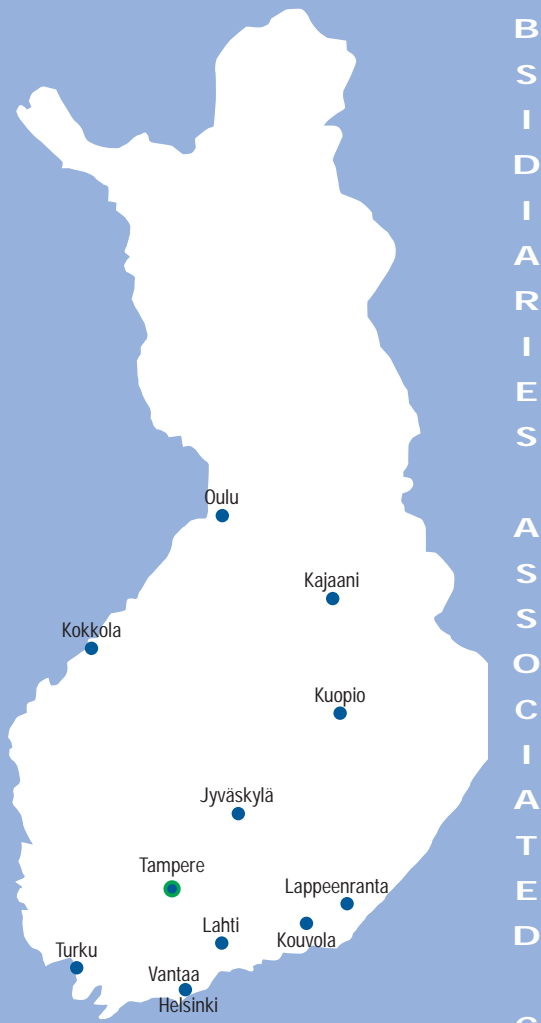 Oulu
Kajaani
Kokkola
Kuopio
Jyväskylä
Tampere
Lappeenranta
Lahti
Kouvola
Turku
Vantaa
Helsinki
BSIDIARIES ASSOCIATED